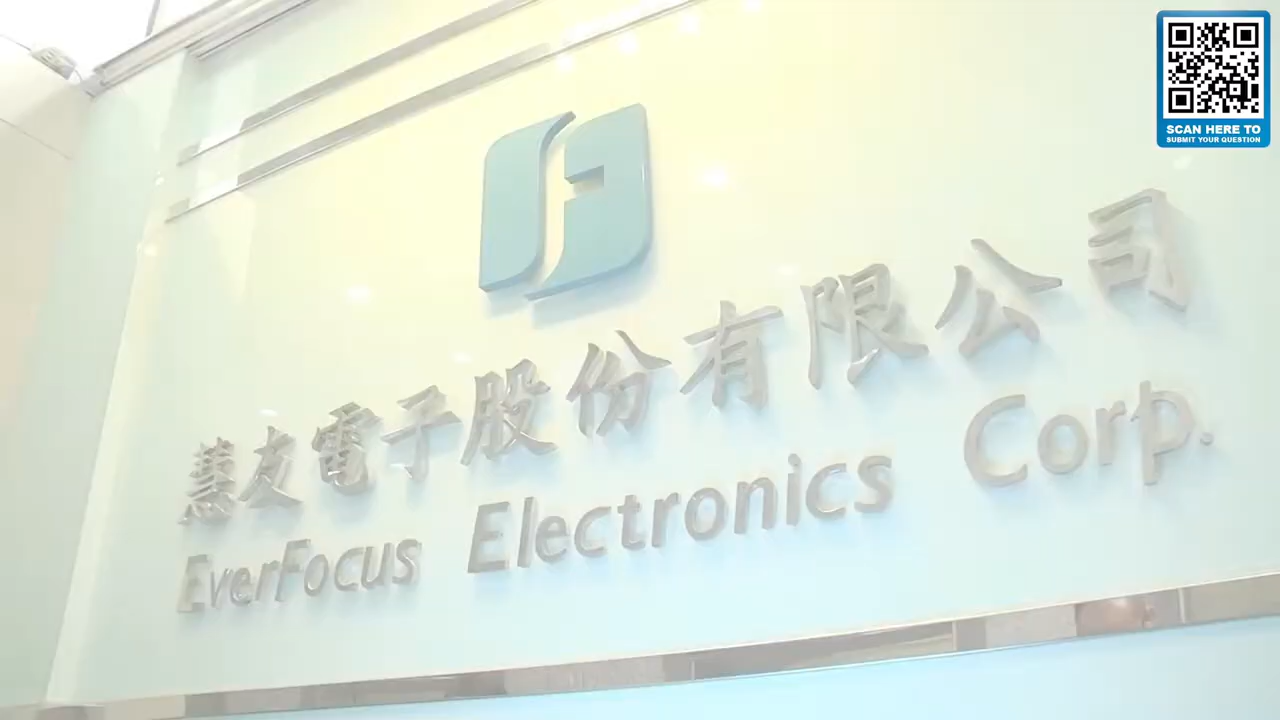 SCAN HERE TO
SUBMIT YOUR QUESTION
慧友電子股份有限公司
EverFocus Electronics Corp.